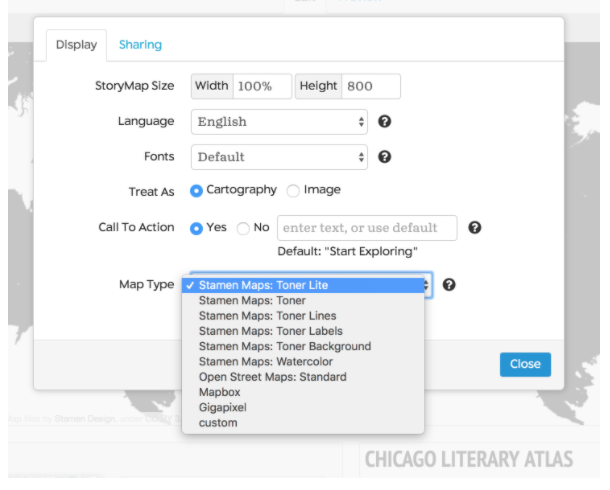 Display Sharing
StoryMap Size Width 100% Height 800
Language English
Fonts Default
Treat As Cartography Image
Call To Action Yes No enter text, or use default
Default: "Start Exploring"
Map Type ✓ Stamen Maps: Toner Lite
Stamen Maps: Toner
Stamen Maps: Toner Lines
Stamen Maps: Toner Labels
Stamen Maps: Toner Background
Stamen Maps: Watercolor
Open Street Maps: Standard
Mapbox
Gigapixel
custom
Close
by Stamen Design, under
CHICAGO LITERARY ATLAS